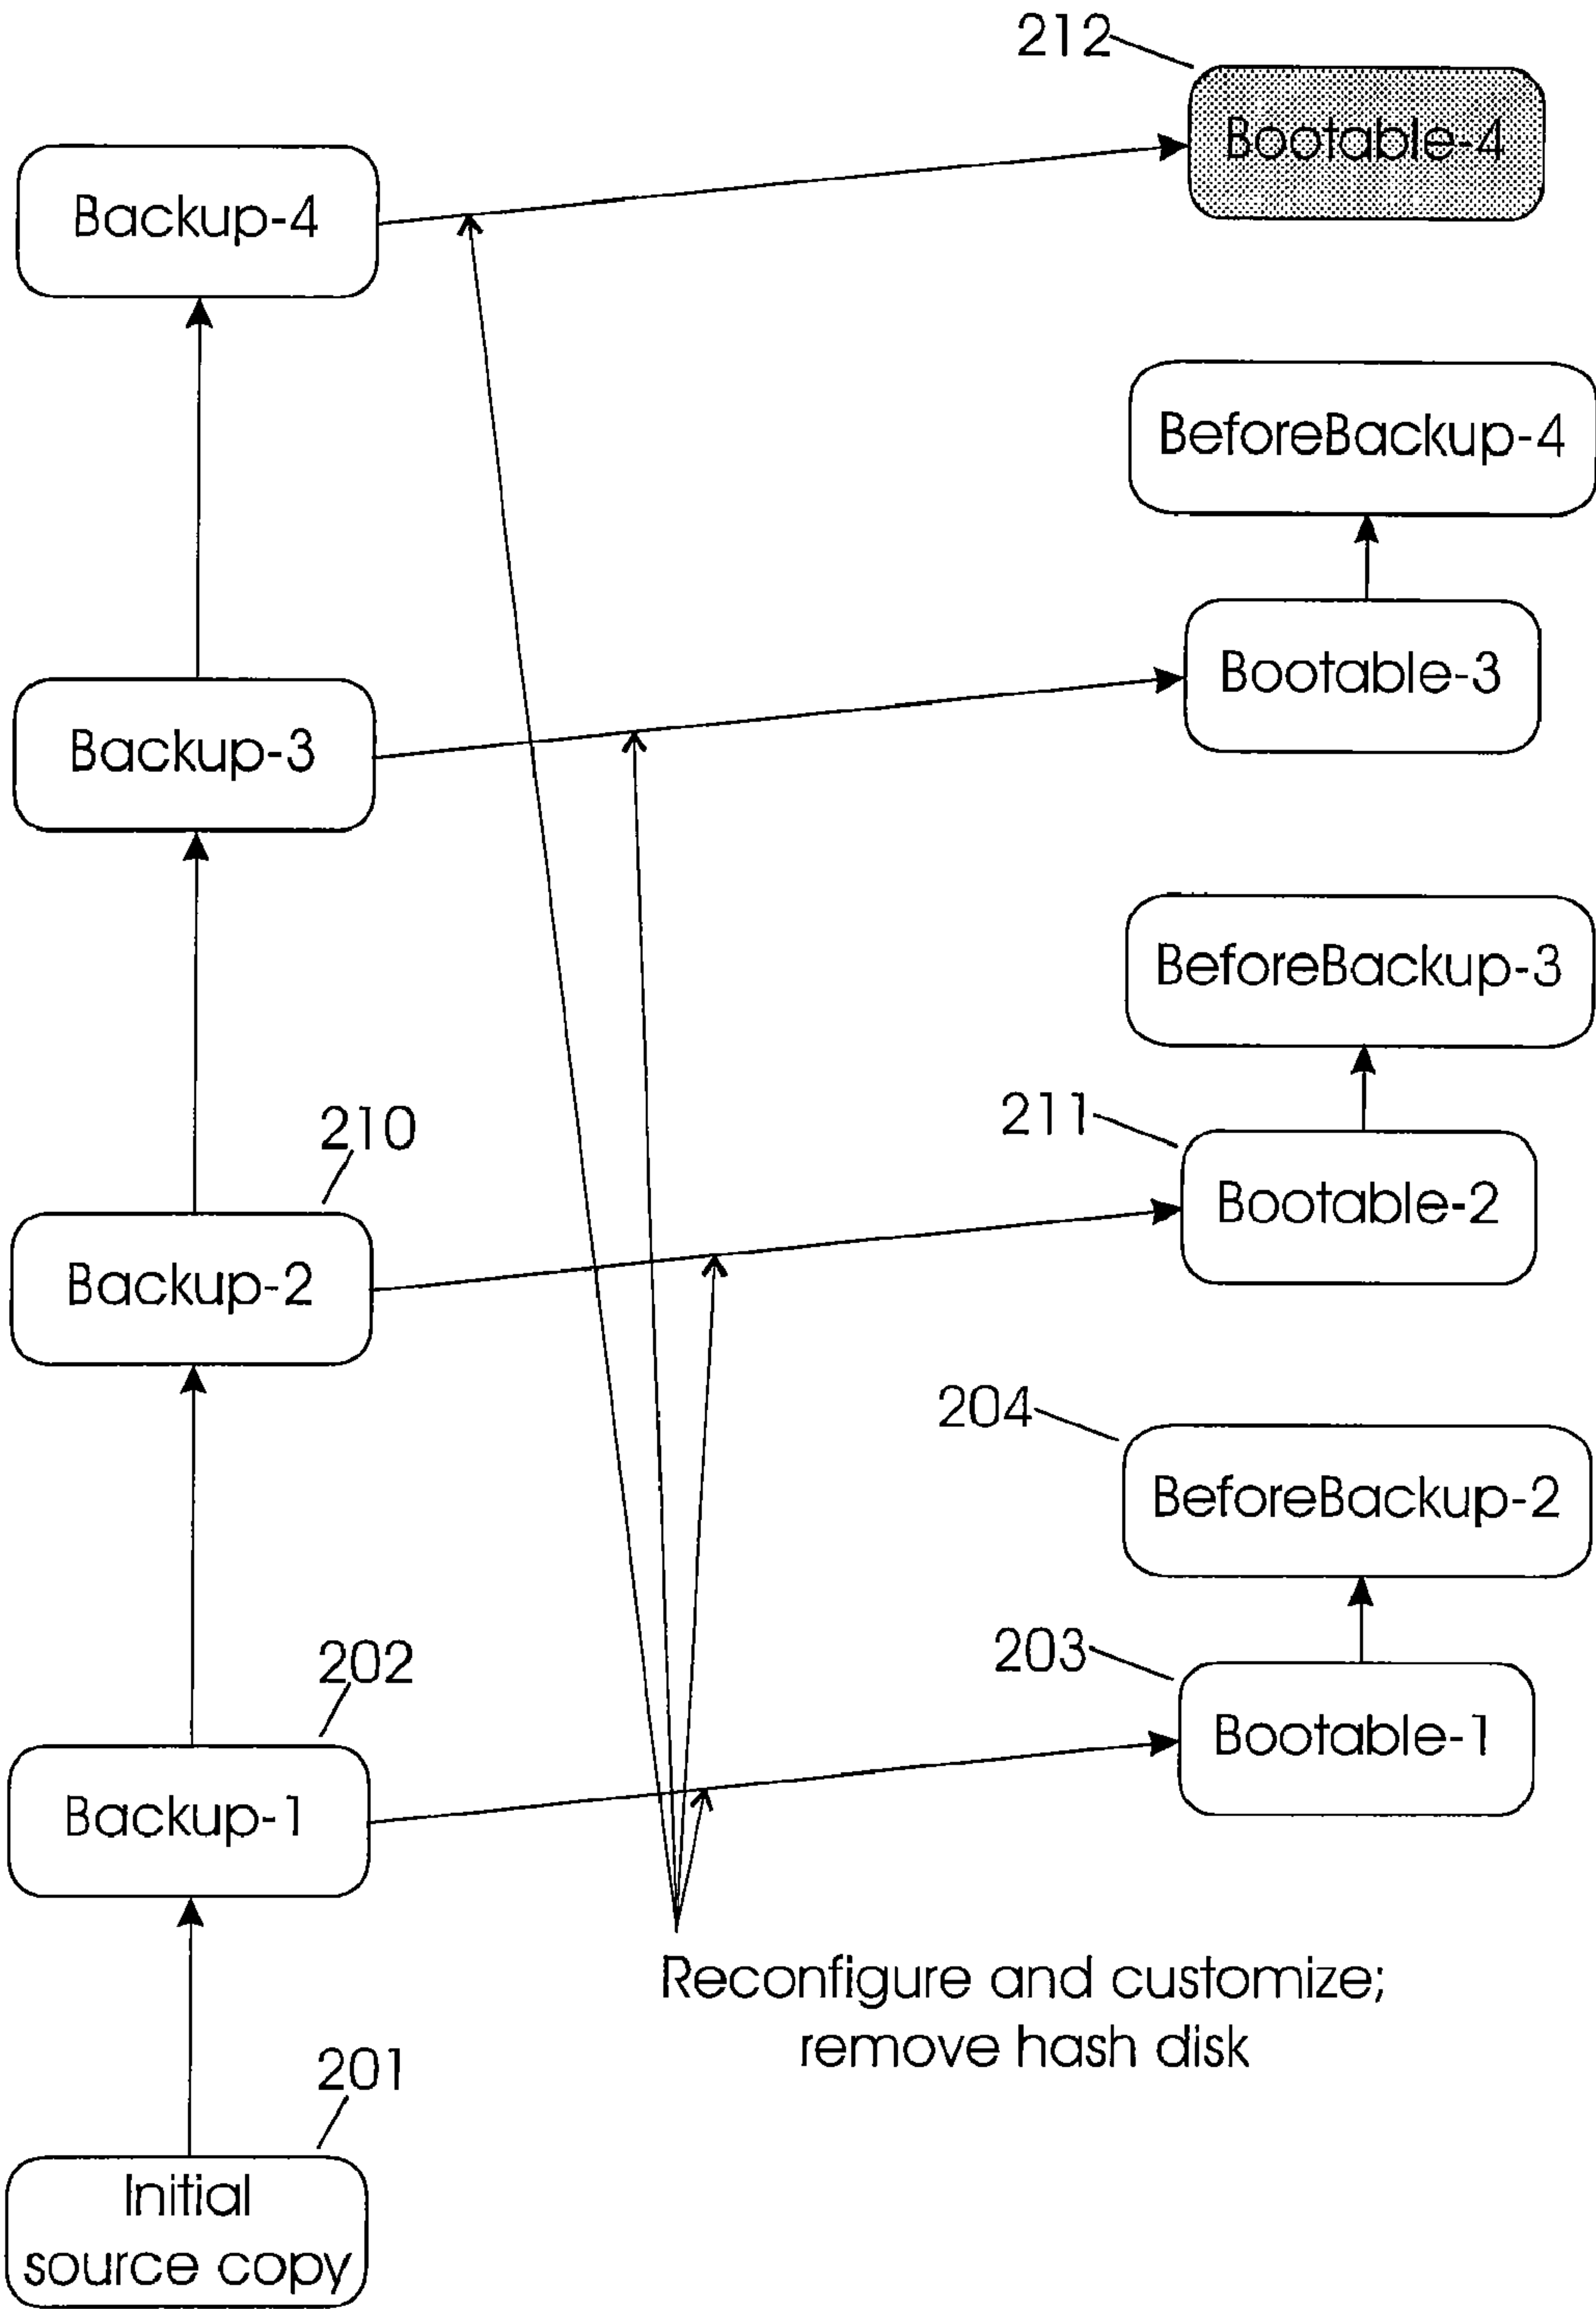 212
Bootable-4
Backup-4
BeforeBackup-4
Bootable-3
Backup-3
BeforeBackup-3
210
211
Bootable-2
Backup-2
204
BeforeBackup-2
202
203
Bootable-1
Backup-1
Reconfigure and customize;
remove hash disk
201
Initial
source copy